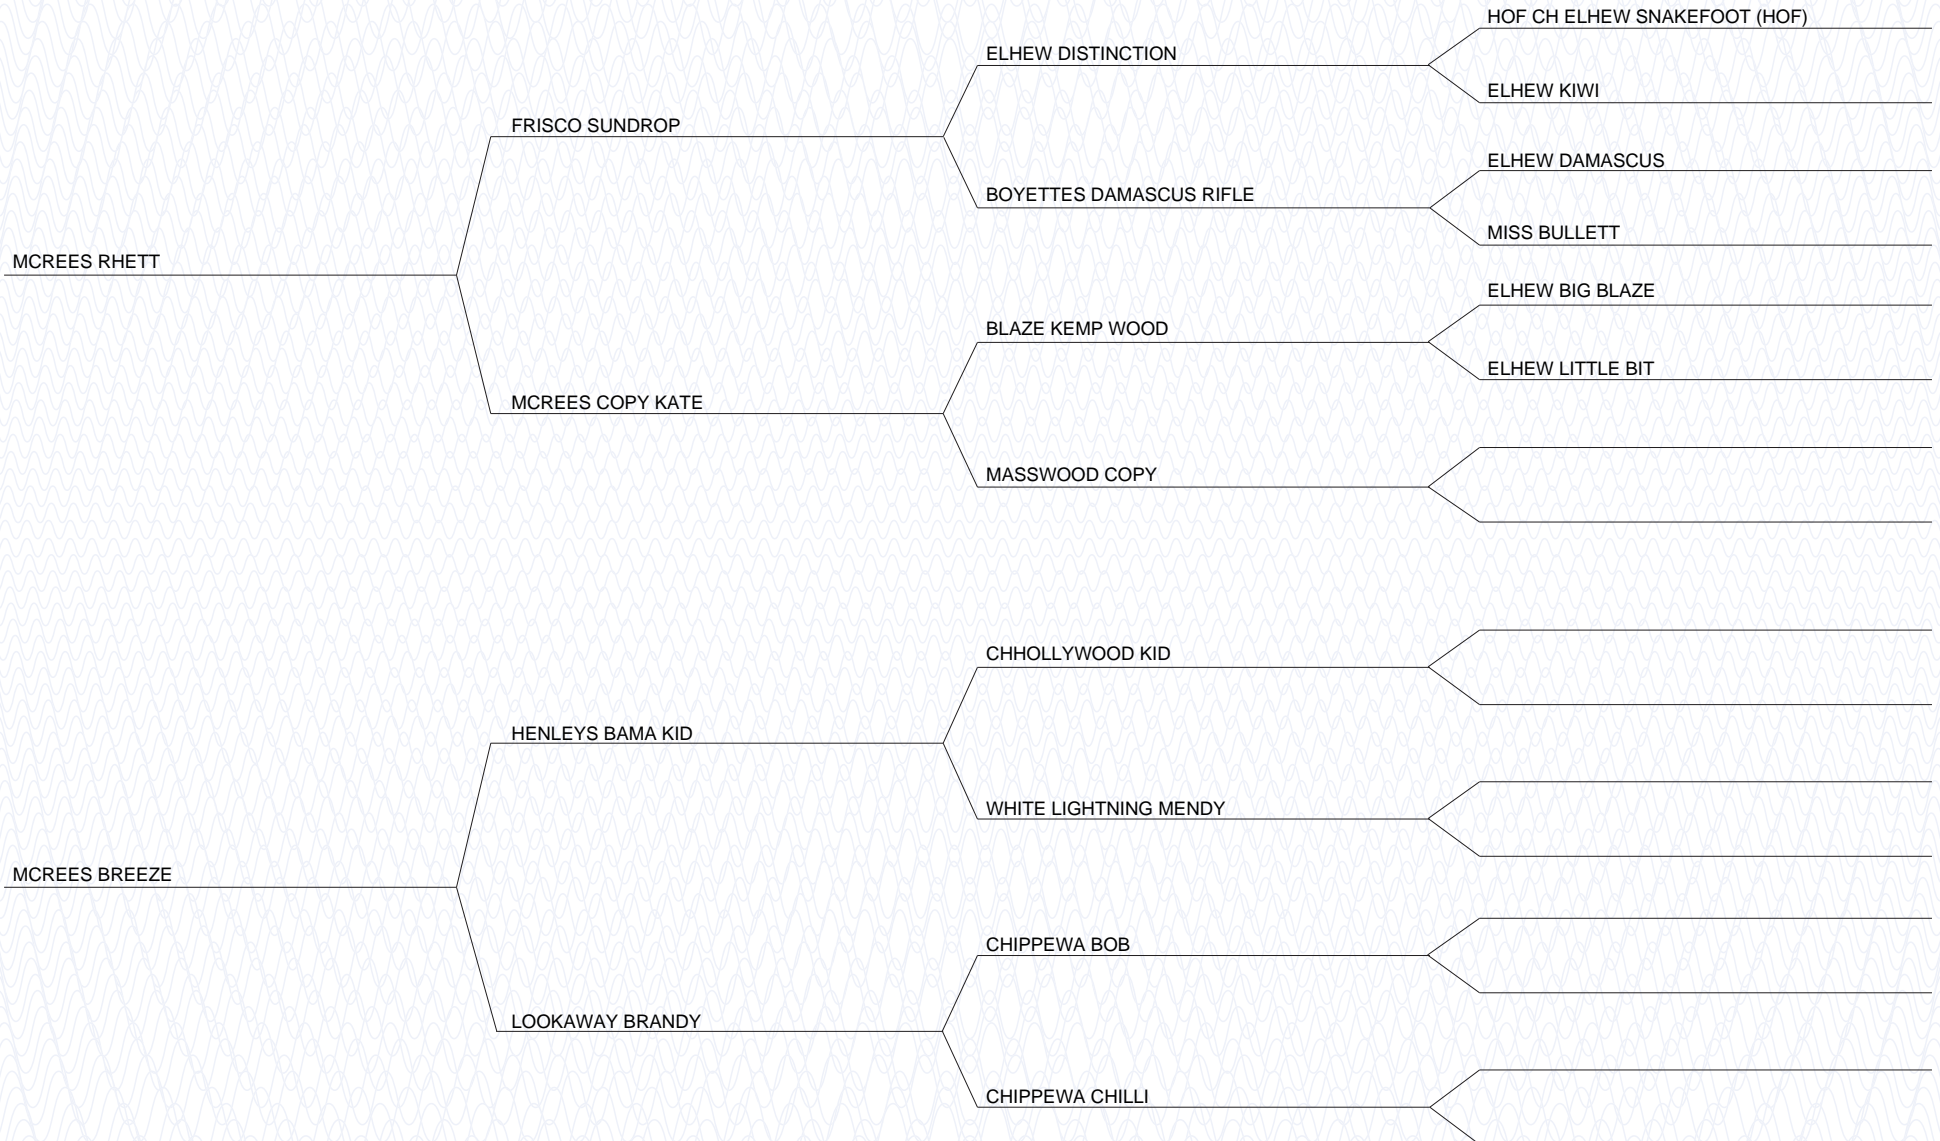 HOF CH ELHEW SNAKEFOOT (HOF)
ELHEW DISTINCTION
ELHEW KIWI
FRISCO SUNDROP
ELHEW DAMASCUS
BOYETTES DAMASCUS RIFLE
MISS BULLETT
MCREES RHETT
ELHEW BIG BLAZE
BLAZE KEMP WOOD
ELHEW LITTLE BIT
MCREES COPY KATE
MASSWOOD COPY
CHHOLLYWOOD KID
HENLEYS BAMA KID
WHITE LIGHTNING MENDY
MCREES BREEZE
CHIPPEWA BOB
LOOKAWAY BRANDY
CHIPPEWA CHILLI